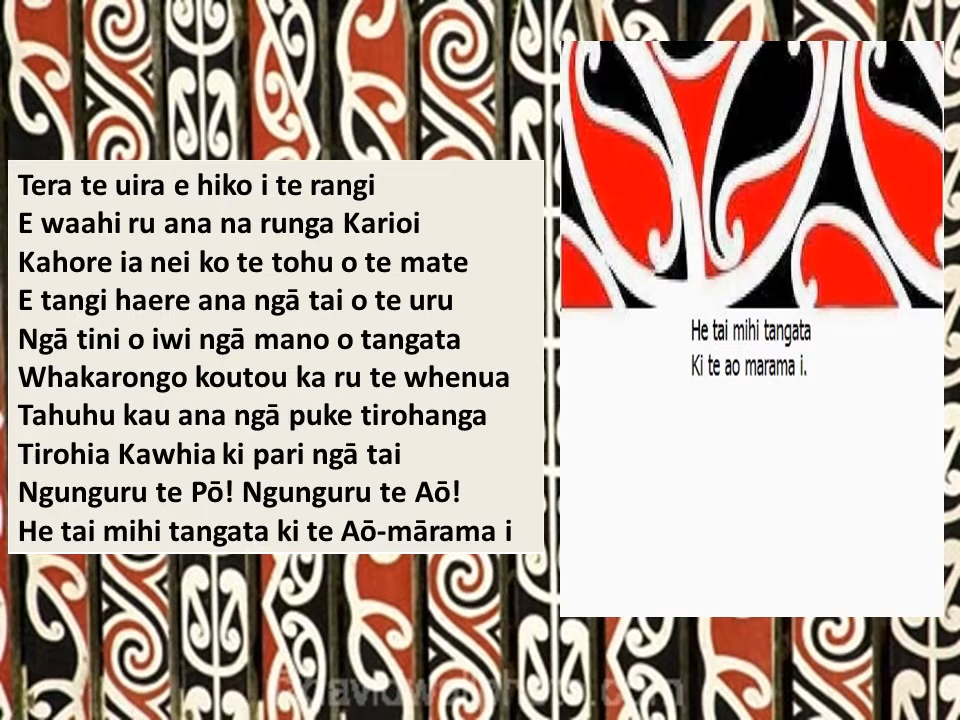 Tera te uira e hiko i te rangi
E waahi ru ana na runga Karioi
Kahore ia nei ko te tohu o te mate
E tangi haere ana ngā tai o te uru
Ngā tini o iwi ngā mano o tangata
Whakarongo koutou ka ru te whenua
Tahuhu kau ana ngā puke tirohanga
Tirohia Kawhia ki pari ngā tai
Ngunguru te Pō! Ngunguru te Aō!
He tai mihi tangata ki te Aō-mārama i
He tai mihi tangata
Ki te ao marama i.